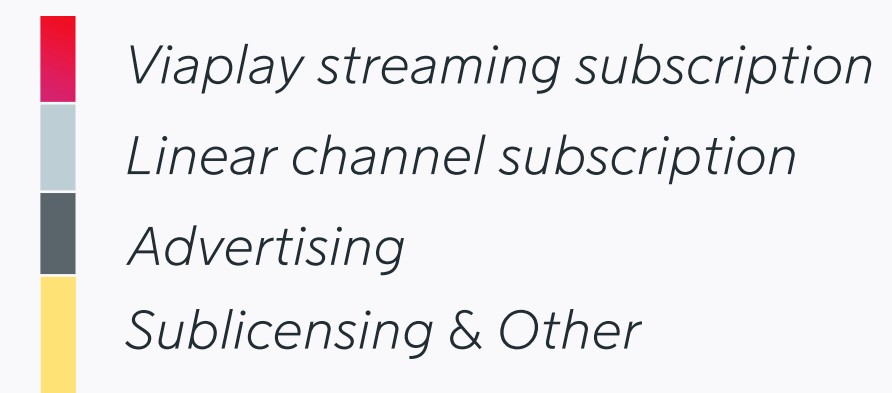 Viaplay streaming subscription
Linear channel subscription
Advertising
Sublicensing & Other